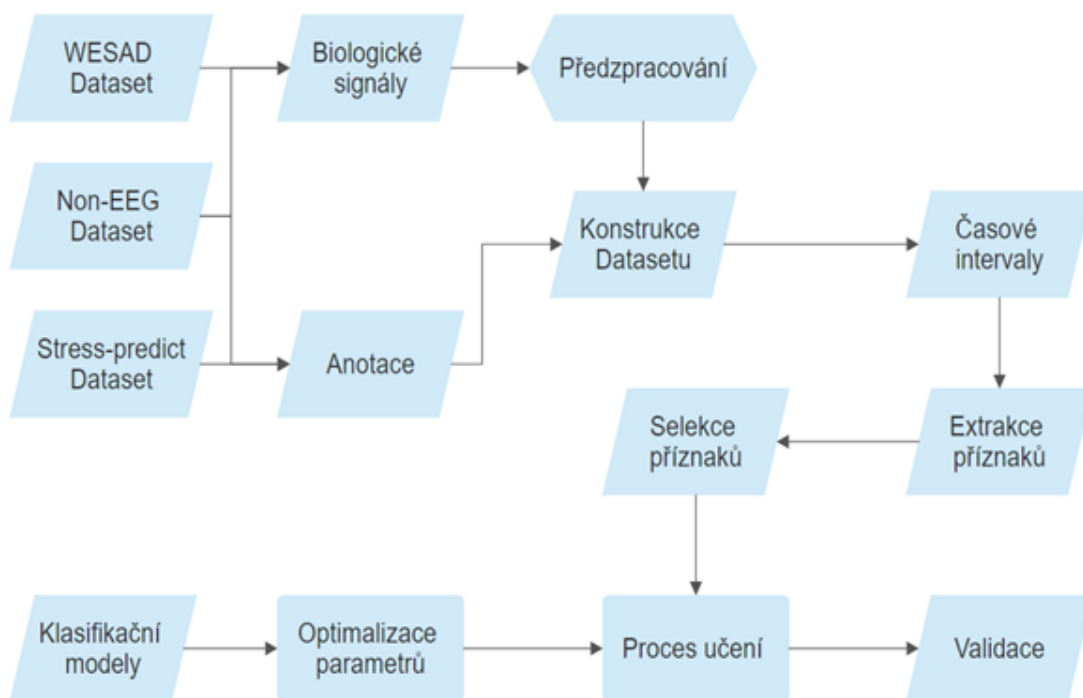 WESAD
Dataset
Biologické
signály
Předzpracování
Non-EEG
Dataset
Konstrukce
Datasetu
Časové
intervaly
Stress-predict
Dataset
Anotace
Selekce
příznaků
Extrakce
příznaků
Klasifikační
modely
Optimalizace
parametrů
Proces učení
Validace